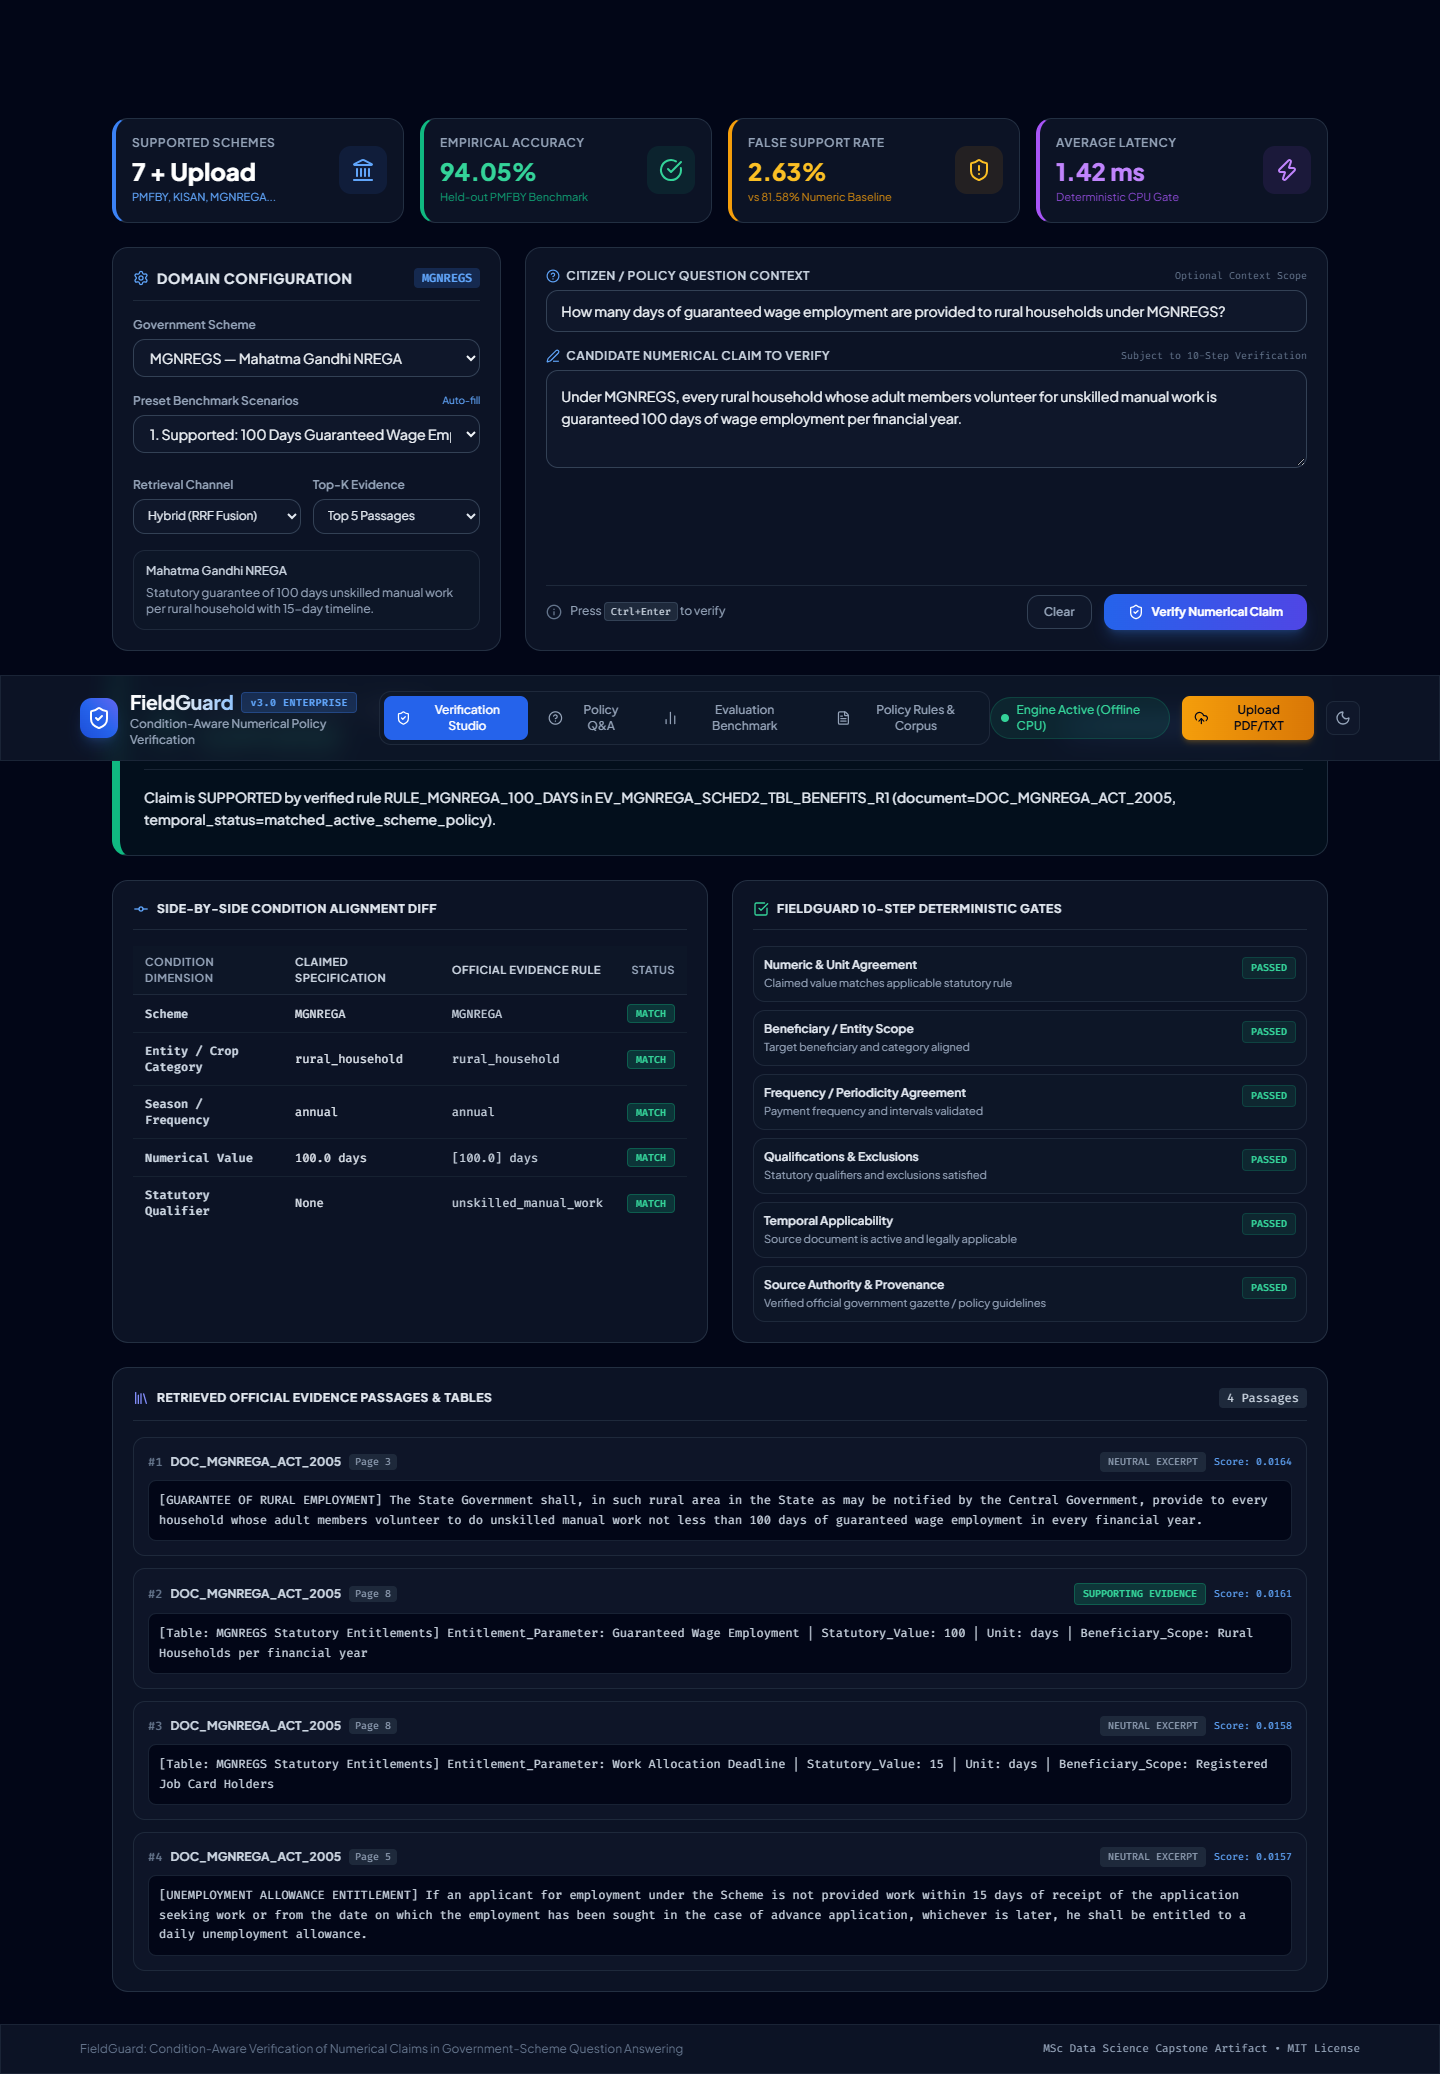 SUPPORTED SCHEMES
7 + Upload
PMFBY, KISAN, MGNREGA...
EMPIRICAL ACCURACY
94.05%
Held-out PMFBY Benchmark
FALSE SUPPORT RATE
2.63%
vs 81.58% Numeric Baseline
AVERAGE LATENCY
1.42 ms
Deterministic CPU Gate
DOMAIN CONFIGURATION
MGNREGS
Government Scheme
MGNREGS — Mahatma Gandhi NREGA
Preset Benchmark Scenarios
Auto-fill
1. Supported: 100 Days Guaranteed Wage Emp
Retrieval Channel
Top-K Evidence
Hybrid (RRF Fusion)
Top 5 Passages
Mahatma Gandhi NREGA
Statutory guarantee of 100 days unskilled manual work
per rural household with 15-day timeline.
CITIZEN / POLICY QUESTION CONTEXT
Optional Context Scope
How many days of guaranteed wage employment are provided to rural households under MGNREGS?
CANDIDATE NUMERICAL CLAIM TO VERIFY
Subject to 10-Step Verification
Under MGNREGS, every rural household whose adult members volunteer for unskilled manual work is
guaranteed 100 days of wage employment per financial year.
Press Ctrl+Enter to verify
Clear
Verify Numerical Claim
FieldGuard
v3.0 ENTERPRISE
Condition-Aware Numerical Policy
Verification
Verification
Studio
Policy
Q&A
Evaluation
Benchmark
Policy Rules &
Corpus
Engine Active (Offline
CPU)
Upload
PDF/TXT
Claim is SUPPORTED by verified rule RULE_MGNREGA_100_DAYS in EV_MGNREGA_SCHED2_TBL_BENEFITS_R1 (document=DOC_MGNREGA_ACT_2005,
temporal_status=matched_active_scheme_policy).
SIDE-BY-SIDE CONDITION ALIGNMENT DIFF
CONDITION
DIMENSION
CLAIMED
SPECIFICATION
OFFICIAL EVIDENCE RULE
STATUS
Scheme
MGNREGA
MGNREGA
MATCH
Entity / Crop
Category
rural_household
rural_household
MATCH
Season /
Frequency
annual
annual
MATCH
Numerical Value
100.0 days
[100.0] days
MATCH
Statutory
Qualifier
None
unskilled_manual_work
MATCH
FIELDGUARD 10-STEP DETERMINISTIC GATES
Numeric & Unit Agreement
Claimed value matches applicable statutory rule
PASSED
Beneficiary / Entity Scope
Target beneficiary and category aligned
PASSED
Frequency / Periodicity Agreement
Payment frequency and intervals validated
PASSED
Qualifications & Exclusions
Statutory qualifiers and exclusions satisfied
PASSED
Temporal Applicability
Source document is active and legally applicable
PASSED
Source Authority & Provenance
Verified official government gazette / policy guidelines
PASSED
RETRIEVED OFFICIAL EVIDENCE PASSAGES & TABLES
4 Passages
#1 DOC_MGNREGA_ACT_2005 Page 3
NEUTRAL EXCERPT Score: 0.0164
[GUARANTEE OF RURAL EMPLOYMENT] The State Government shall, in such rural area in the State as may be notified by the Central Government, provide to every
household whose adult members volunteer to do unskilled manual work not less than 100 days of guaranteed wage employment in every financial year.
#2 DOC_MGNREGA_ACT_2005 Page 8
SUPPORTING EVIDENCE Score: 0.0161
[Table: MGNREGS Statutory Entitlements] Entitlement_Parameter: Guaranteed Wage Employment | Statutory_Value: 100 | Unit: days | Beneficiary_Scope: Rural
Households per financial year
#3 DOC_MGNREGA_ACT_2005 Page 8
NEUTRAL EXCERPT Score: 0.0158
[Table: MGNREGS Statutory Entitlements] Entitlement_Parameter: Work Allocation Deadline | Statutory_Value: 15 | Unit: days | Beneficiary_Scope: Registered
Job Card Holders
#4 DOC_MGNREGA_ACT_2005 Page 5
NEUTRAL EXCERPT Score: 0.0157
[UNEMPLOYMENT ALLOWANCE ENTITLEMENT] If an applicant for employment under the Scheme is not provided work within 15 days of receipt of the application
seeking work or from the date on which the employment has been sought in the case of advance application, whichever is later, he shall be entitled to a
daily unemployment allowance.
FieldGuard: Condition-Aware Verification of Numerical Claims in Government-Scheme Question Answering
MSc Data Science Capstone Artifact • MIT License